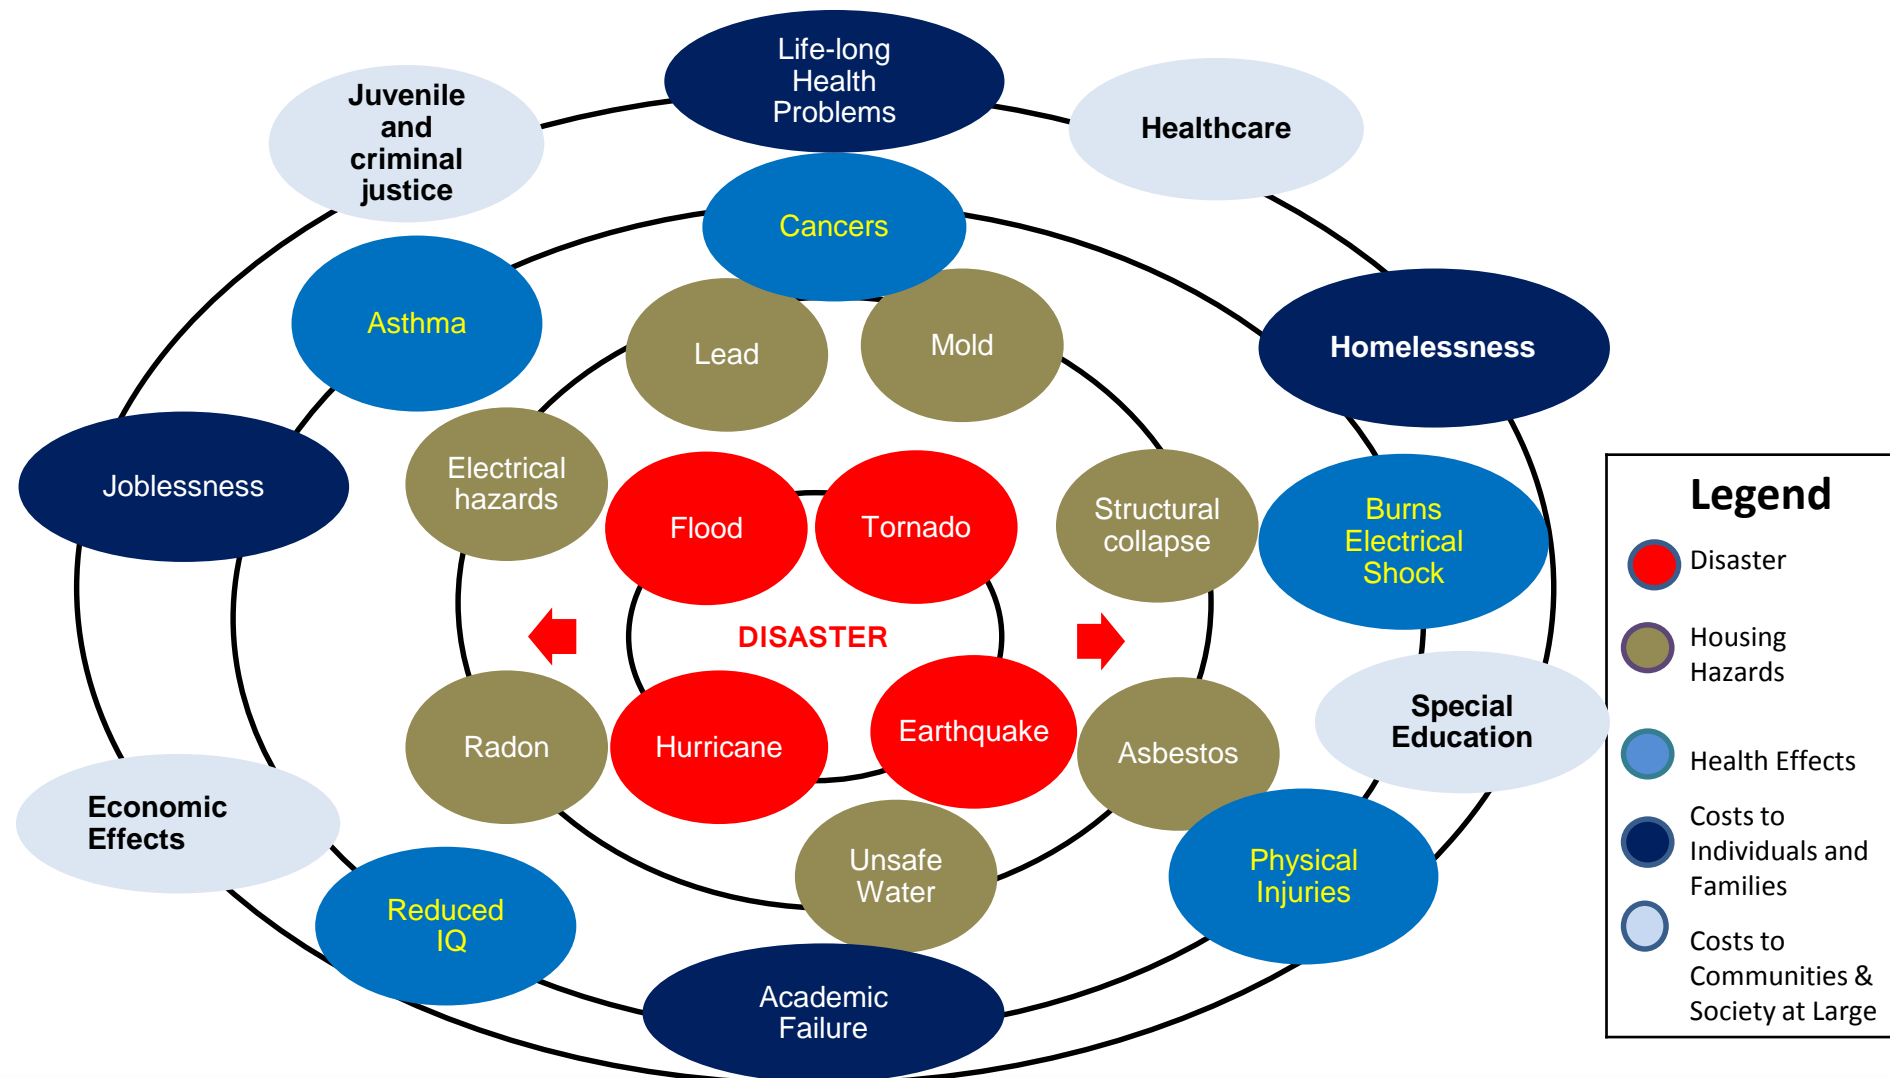 Life-long
Health
Problems
Juvenile
and
criminal
justice
Healthcare
Cancers
Asthma
Lead
Mold
Homelessness
Joblessness
Electrical
hazards
Flood
Tornado
Structural
collapse
Burns
Electrical
Shock
DISASTER
Radon
Hurricane
Earthquake
Asbestos
Special
Education
Economic
Effects
Unsafe
Water
Physical
Injuries
Reduced
IQ
Academic
Failure
Legend
Disaster
Housing
Hazards
Health Effects
Costs to
Individuals and
Families
Costs to
Communities &
Society at Large